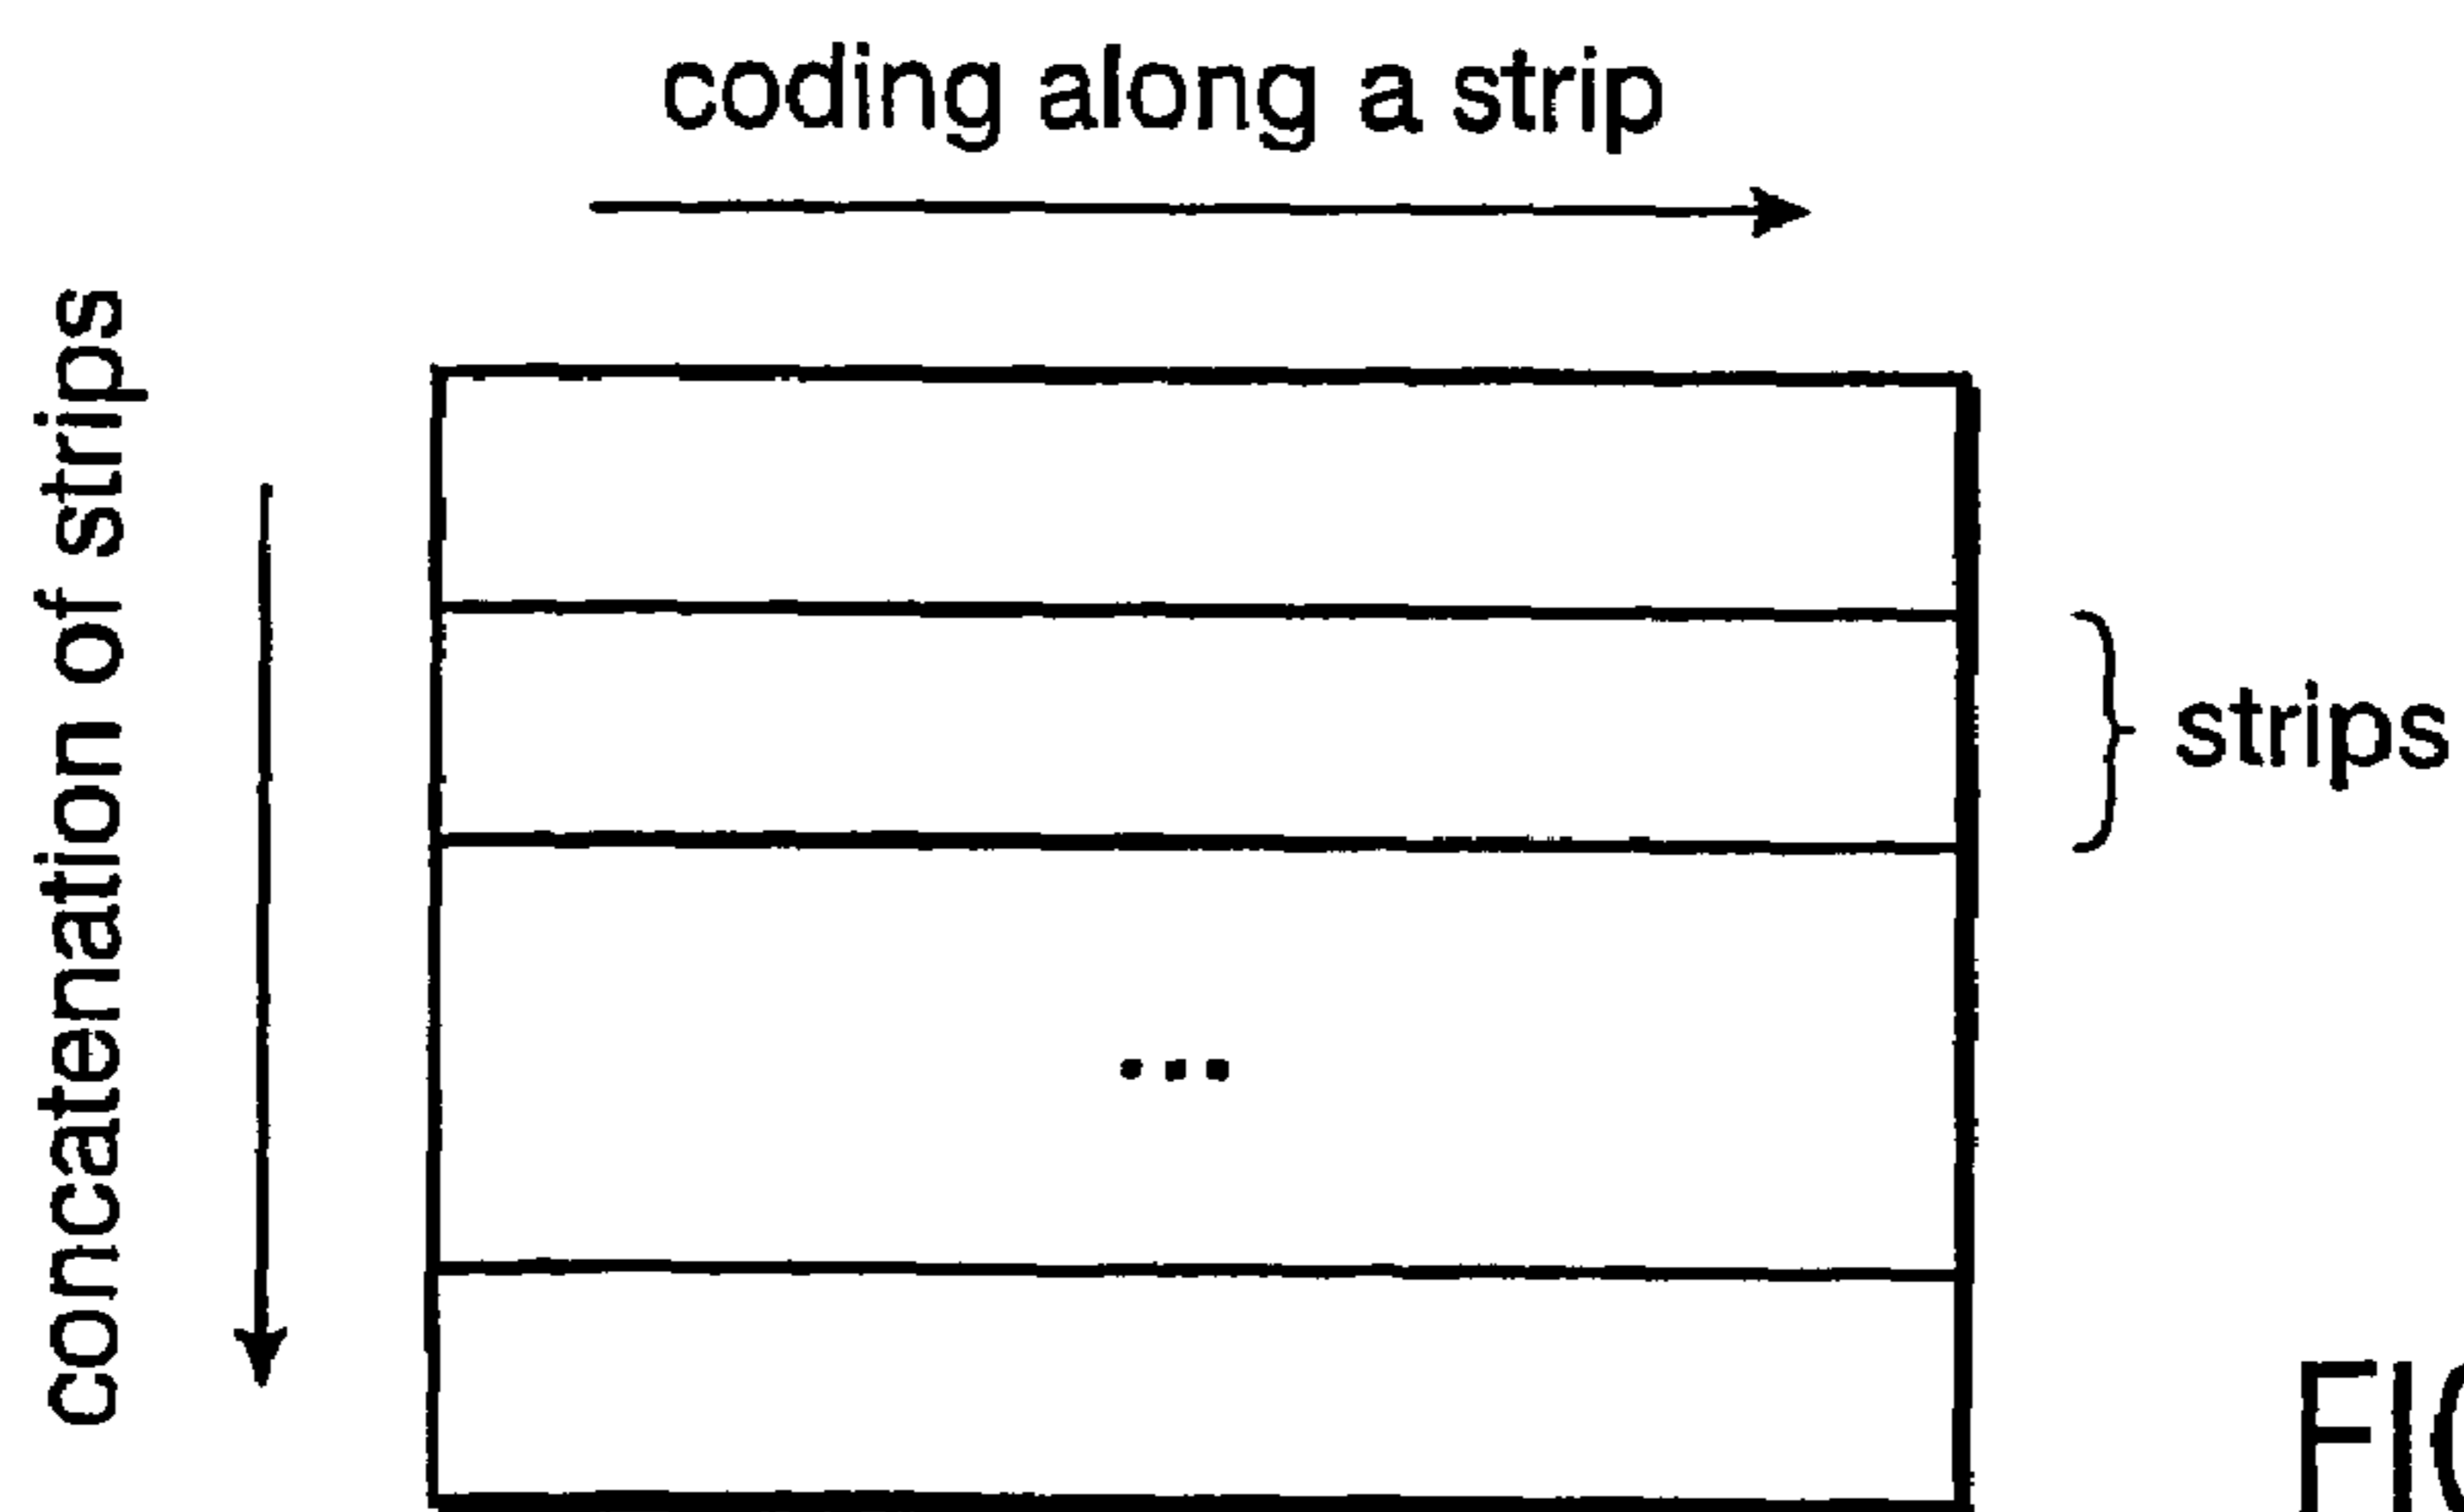 coding along a strip
concatenation of strips
...
strips